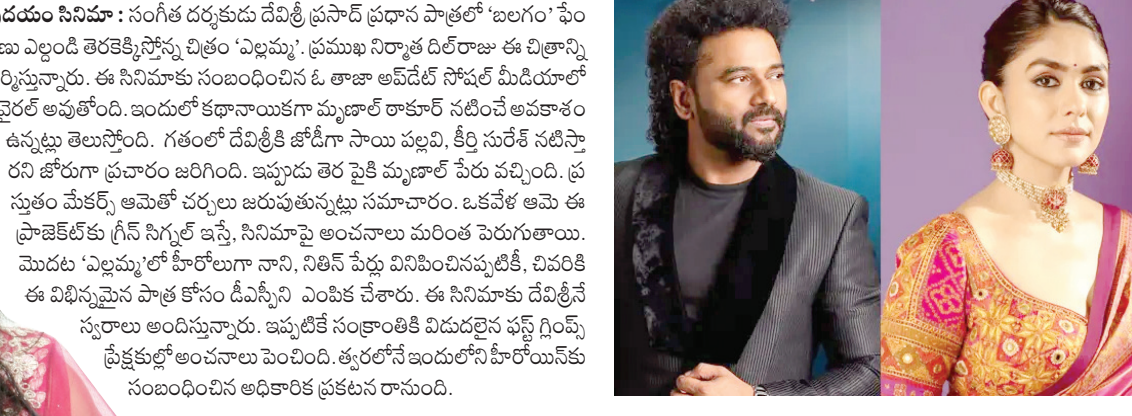 దయం సినిమా : సంగీత దర్శకుడు దేవిశ్రీ ప్రసాద్ ప్రధాన పాత్రలో ‘బలగం’ ఫేం
ణు ఎల్దండి తెరకెక్కిస్తోన్న చిత్రం ‘ఎల్లమ్మ’. ప్రముఖ నిర్మాత దిల్‌రాజు ఈ చిత్రాన్ని
ర్మిస్తున్నారు. ఈ సినిమాకు సంబంధించిన ఓ తాజా అప్‌డేట్ సోషల్ మీడియాలో
వైరల్ అవుతోంది. ఇందులో కథానాయికగా మృణాల్ ఠాకూర్ నటించే అవకాశం
ఉన్నట్లు తెలుస్తోంది. గతంలో దేవిశ్రీకి జోడీగా సాయి పల్లవి, కీర్తి సురేశ్ నటిస్తా
రని జోరుగా ప్రచారం జరిగింది. ఇప్పుడు తెర పైకి మృణాల్ పేరు వచ్చింది. ప్ర
స్తుతం మేకర్స్ ఆమెతో చర్చలు జరుపుతున్నట్లు సమాచారం. ఒకవేళ ఆమె ఈ
ప్రాజెక్ట్‌కు గ్రీన్ సిగ్నల్ ఇస్తే, సినిమాపై అంచనాలు మరింత పెరుగుతాయి.
మొదట ‘ఎల్లమ్మ’లో హీరోలుగా నాని, నితిన్ పేర్లు వినిపించినప్పటికీ, చివరికి
ఈ విభిన్నమైన పాత్ర కోసం డీఎస్పీని ఎంపిక చేశారు. ఈ సినిమాకు దేవిశ్రీనే
స్వరాలు అందిస్తున్నారు. ఇప్పటికే సంక్రాంతికి విడుదలైన ఫస్ట్ గ్లింప్స్
ప్రేక్షకుల్లో అంచనాలు పెంచింది. త్వరలోనే ఇందులోని హీరోయిన్‌కు
సంబంధించిన అధికారిక ప్రకటన రానుంది.